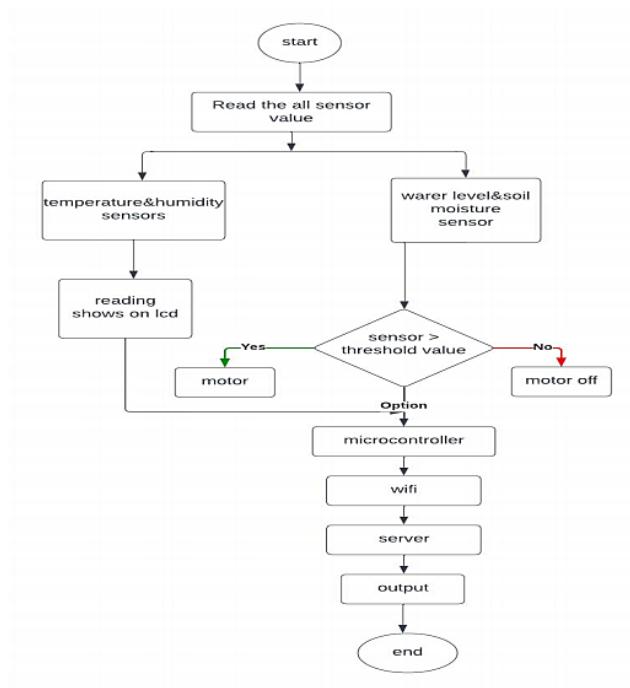 start
Read the all sensor
value
temperature&humidity
sensors
warer level&soil
moisture
sensor
reading
shows on lcd
sensor >
threshold value
Yes
No
motor
motor off
Option
microcontroller
wifi
server
output
end